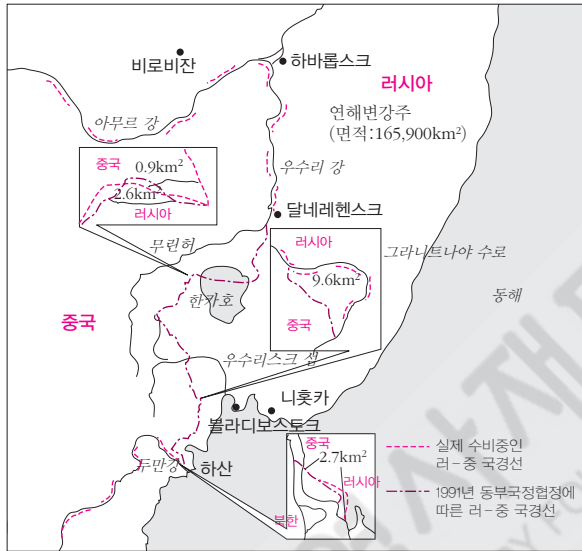 비로비잔
하바롭스크
러시아
연해변강주
(면적:165,900km²)
아무르 강
우수리 강
중국
0.9km²
2.6km²
러시아
달네레헨스크
무린허
러시아
그라니트나야 수로
9.6km²
중국
한카호
동해
중국
우수리스크 샘
니홋카
블라디보스토크
두만강
하산
중국
2.7km²
러시아
북한
실제 수비중인
러-중 국경선
1991년 동부국정협정에
따른 러-중 국경선